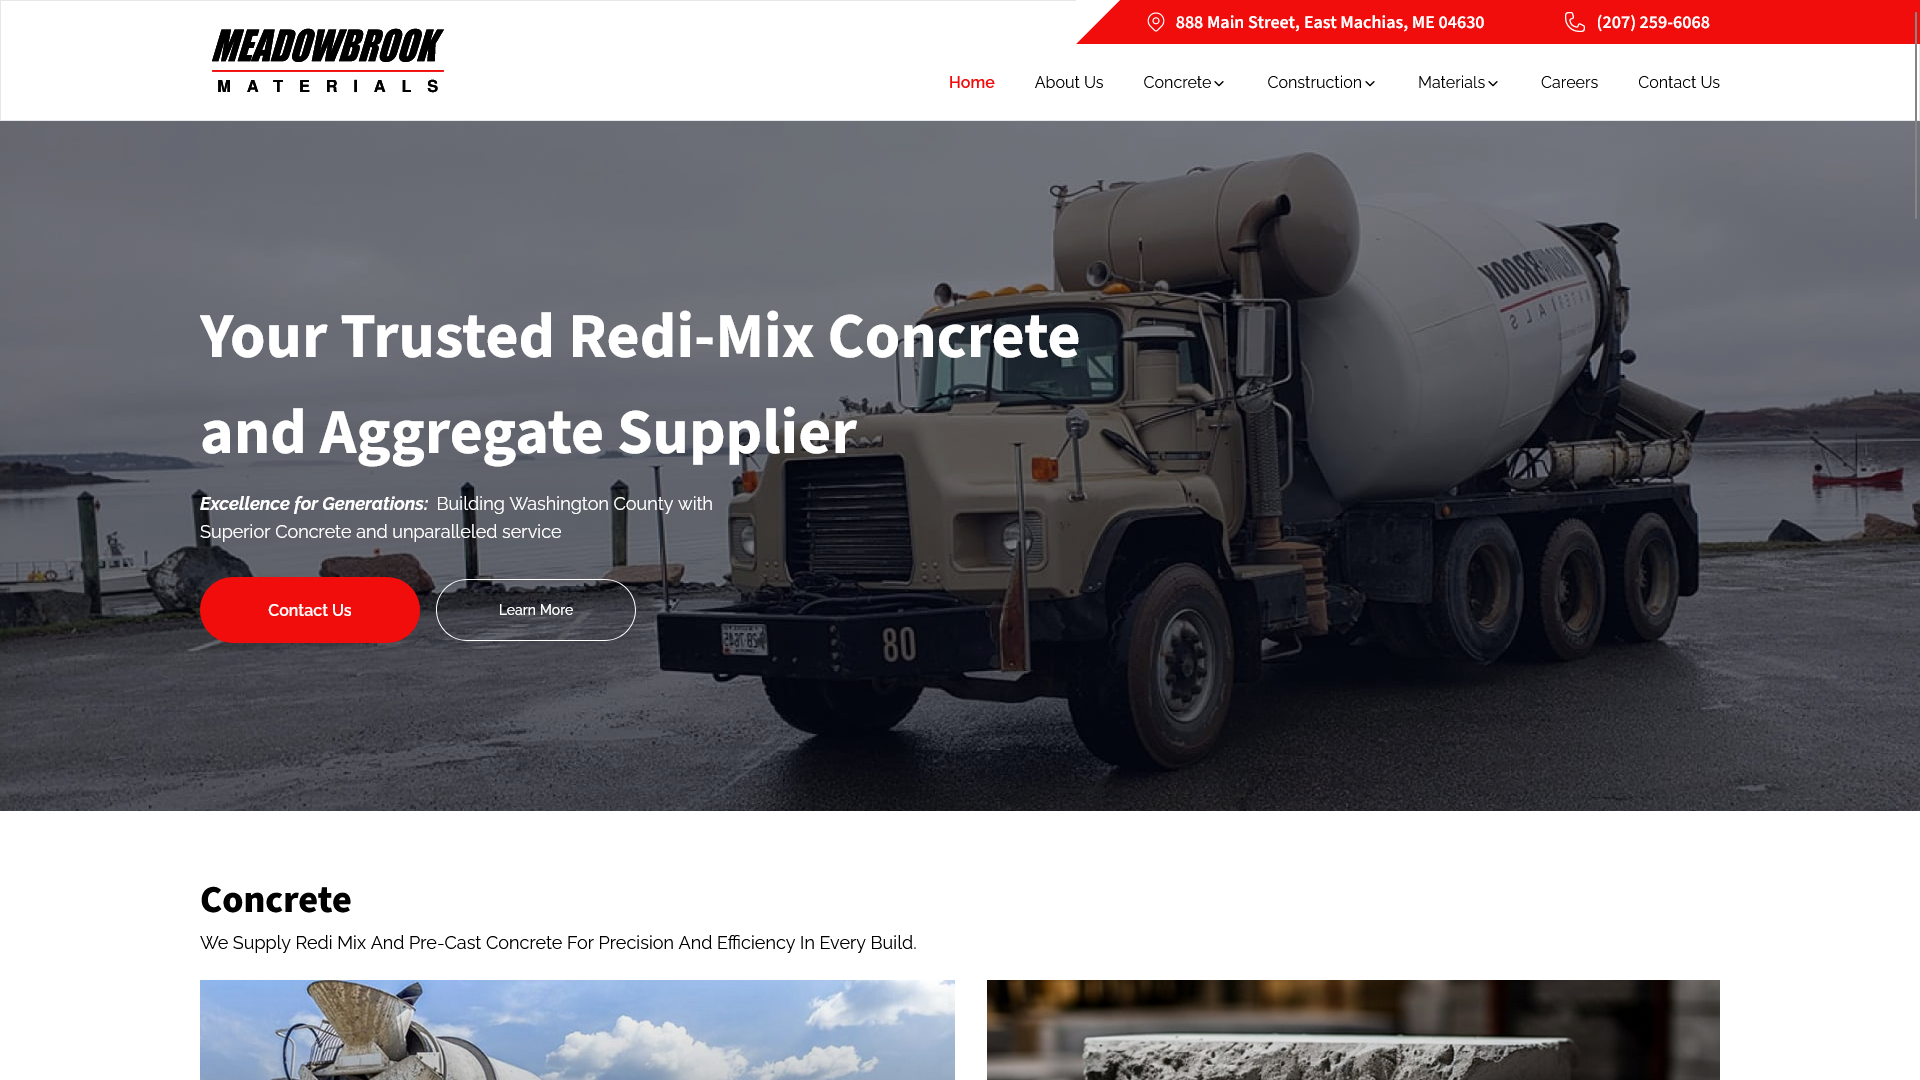 MEADOWBROOK
MATERIALS
888 Main Street, East Machias, ME 04630
(207) 259-6068
Home
About Us
Concrete
Construction
Materials
Careers
Contact Us
Your Trusted Redi-Mix Concrete
and Aggregate Supplier
Excellence for Generations: Building Washington County with
Superior Concrete and unparalleled service
Contact Us
Learn More
MEADOWBROOK
MATERIALS
80
Concrete
We Supply Redi Mix And Pre-Cast Concrete For Precision And Efficiency In Every Build.